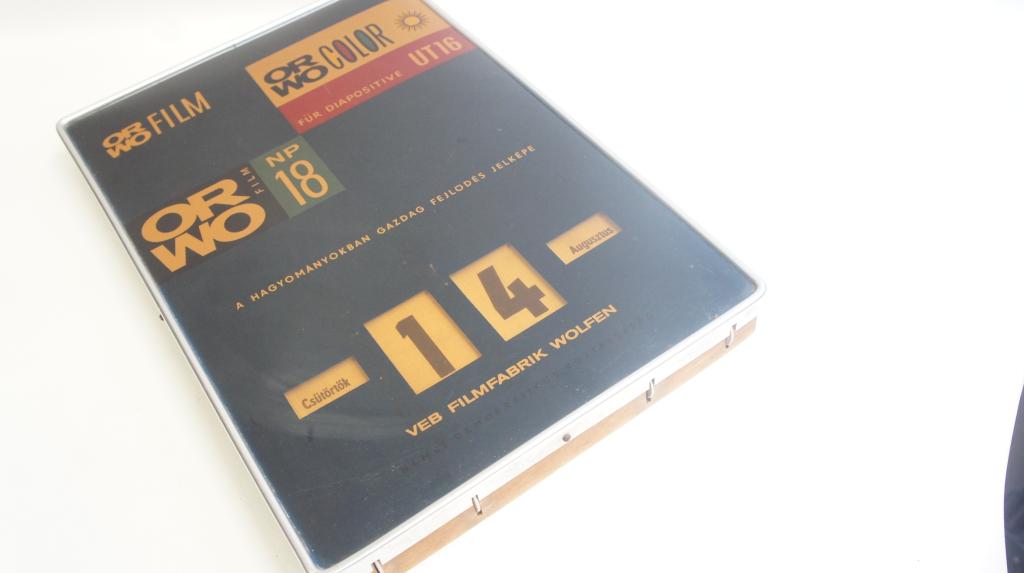 ORWO COLOR
UT16
FÜR DIAPOSITIVE
ORWO FILM
ORWO FILM
NP 18
A HAGYOMÁNYOKBAN GAZDAG FEJLŐDÉS JELKÉPE
Csütörtök 14 Augusztus
VEB FILMFABRIK WOLFEN